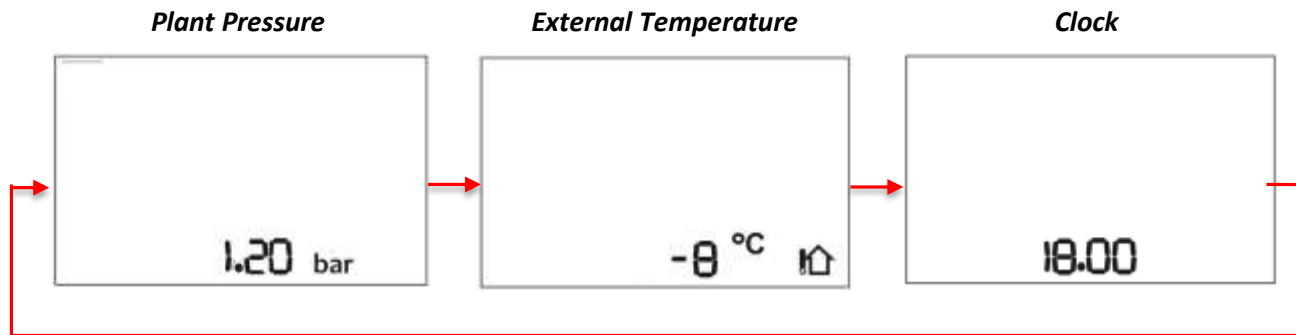 Plant Pressure
External Temperature
Clock
1.20 bar
-8 °C
18.00